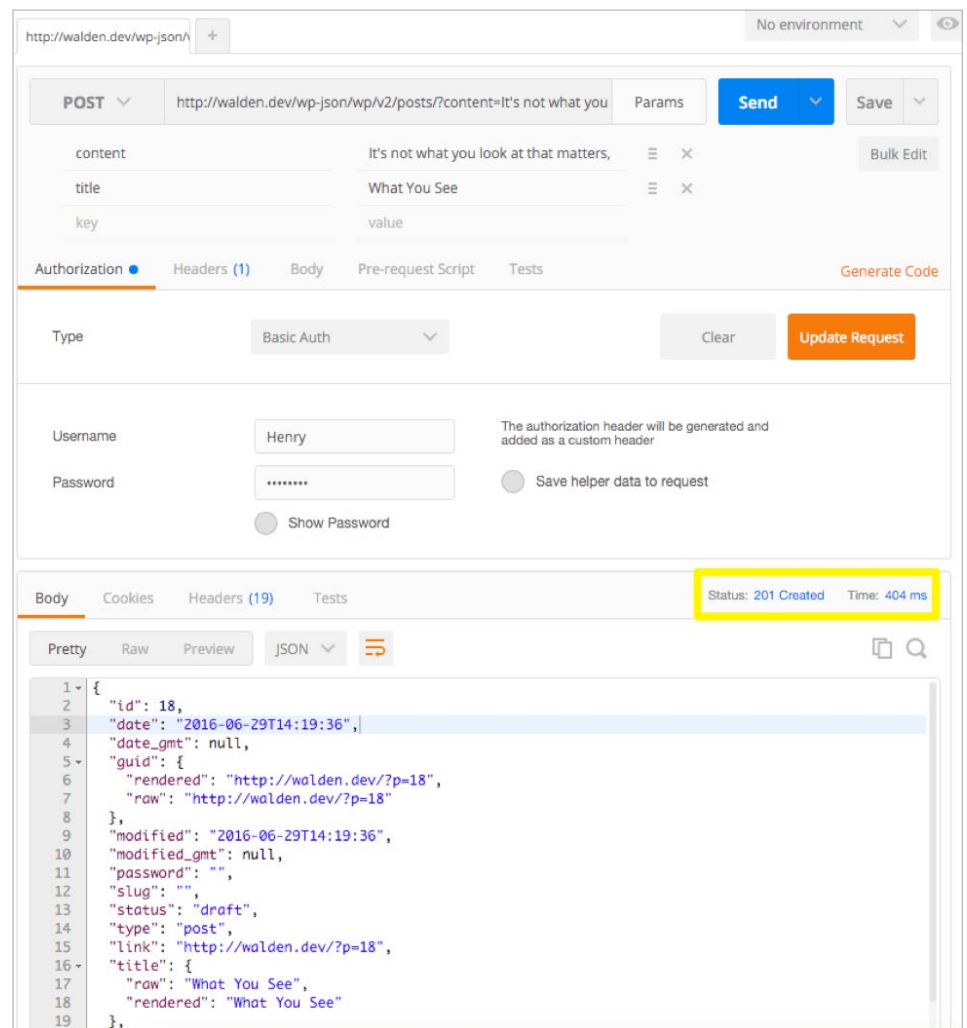 http://walden.dev/wp-json/\ +
No environment
POST http://walden.dev/wp-json/wp/v2/posts/?content=It's not what you Params Send Save
content It's not what you look at that matters, Bulk Edit
title What You See
key value
Authorization Headers (1) Body Pre-request Script Tests Generate Code
Type Basic Auth Clear Update Request
Username Henry The authorization header will be generated and
added as a custom header
Password •••••••• Save helper data to request
Show Password
Body Cookies Headers (19) Tests Status: 201 Created Time: 404 ms
Pretty Raw Preview JSON
1 {
2 "id": 18,
3 "date": "2016-06-29T14:19:36",
4 "date_gmt": null,
5 "guid": {
6 "rendered": "http://walden.dev/?p=18",
7 "raw": "http://walden.dev/?p=18"
8 },
9 "modified": "2016-06-29T14:19:36",
10 "modified_gmt": null,
11 "password": "",
12 "slug": "",
13 "status": "draft",
14 "type": "post",
15 "link": "http://walden.dev/?p=18",
16 "title": {
17 "raw": "What You See",
18 "rendered": "What You See"
19 },